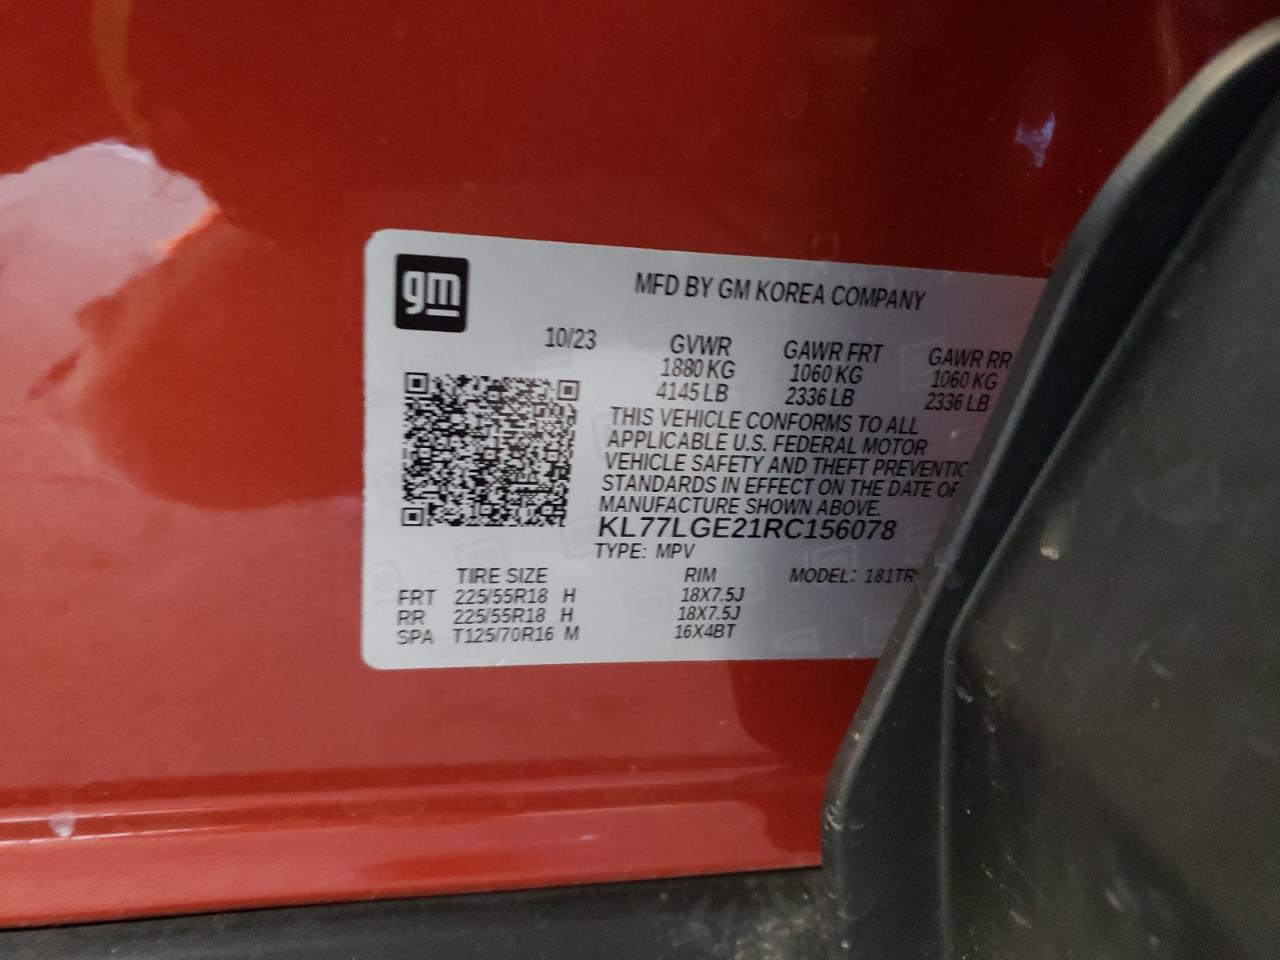 gm
MFD BY GM KOREA COMPANY
10/23 GVWR GAWR FRT GAWR RR
1880 KG 1060 KG 1060 KG
4145 LB 2336 LB 2336 LB
THIS VEHICLE CONFORMS TO ALL
APPLICABLE U.S. FEDERAL MOTOR
VEHICLE SAFETY AND THEFT PREVENTIO
STANDARDS IN EFFECT ON THE DATE OF
MANUFACTURE SHOWN ABOVE.
KL77LGE21RC156078
TYPE: MPV
TIRE SIZE RIM MODEL: 181TR
FRT 225/55R18 H 18X7.5J
RR 225/55R18 H 18X7.5J
SPA T125/70R16 M 16X4BT